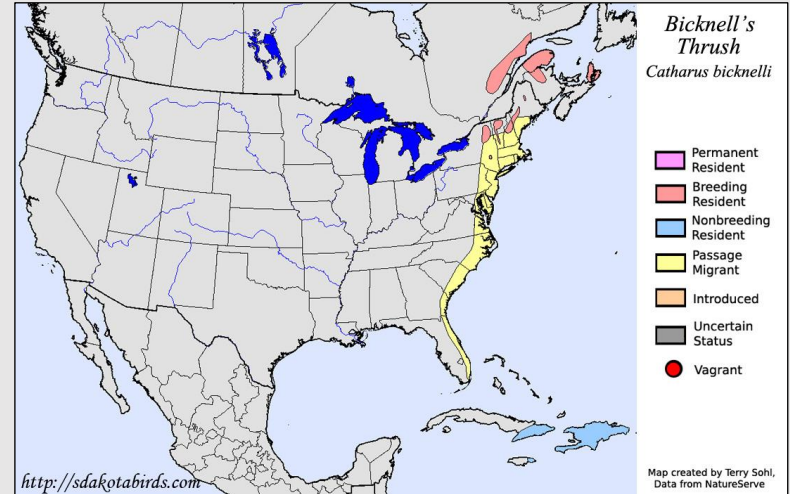 Bicknell's
Thrush
Catharus bicknelli
Permanent
Resident
Breeding
Resident
Nonbreeding
Resident
Passage
Migrant
Introduced
Uncertain
Status
Vagrant
Map created by Terry Sohl,
Data from NatureServe
http://sdakotabirds.com